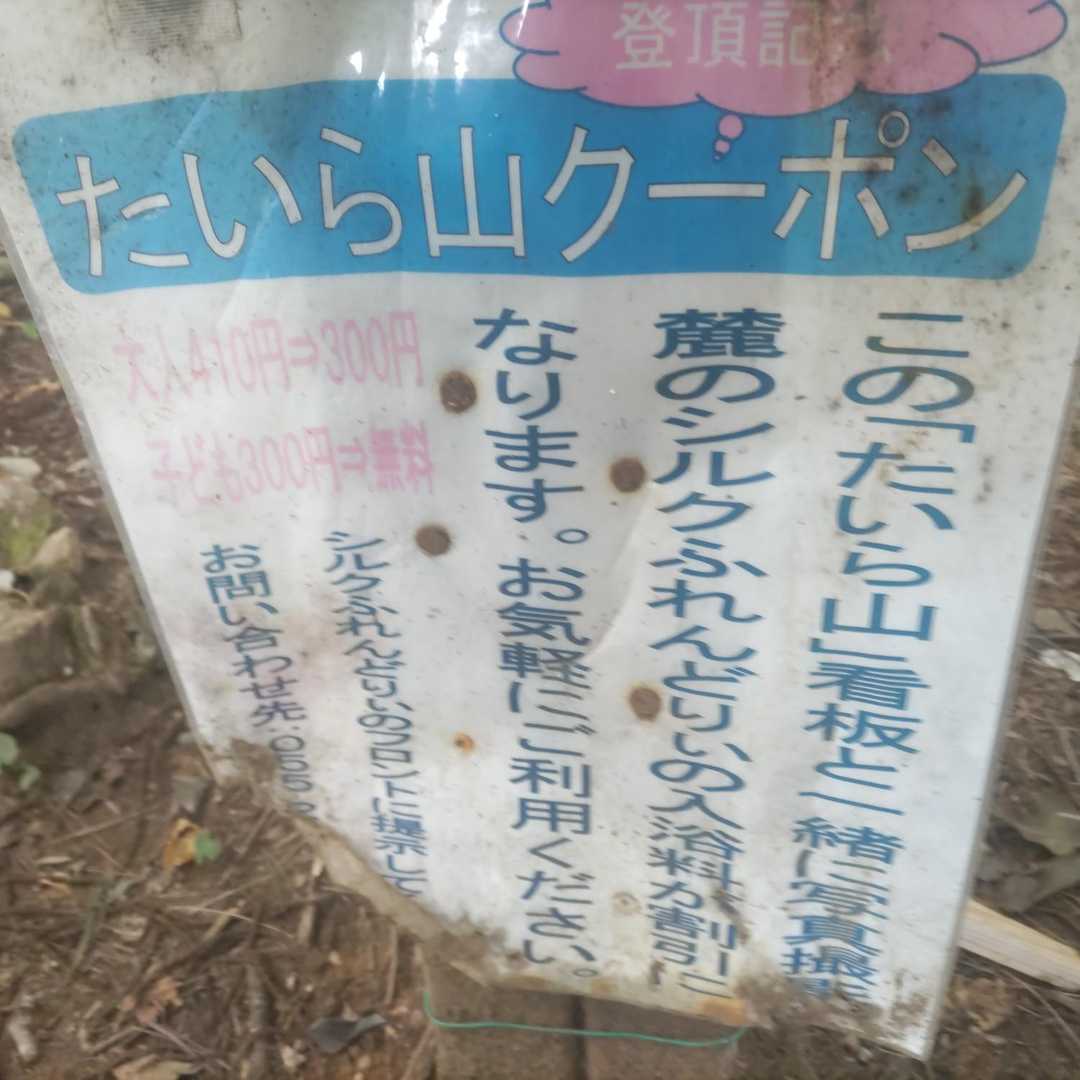 登頂記
たいら山クーポン
この「たいら山」看板と一緒に写真撮
麓のシルクふれんどりぃの入浴料が割引に
なります。お気軽にご利用ください。
大人410円⇒300円
子ども300円⇒無料
シルクふれんどりぃのフロントに提示して
お問い合わせ先:055